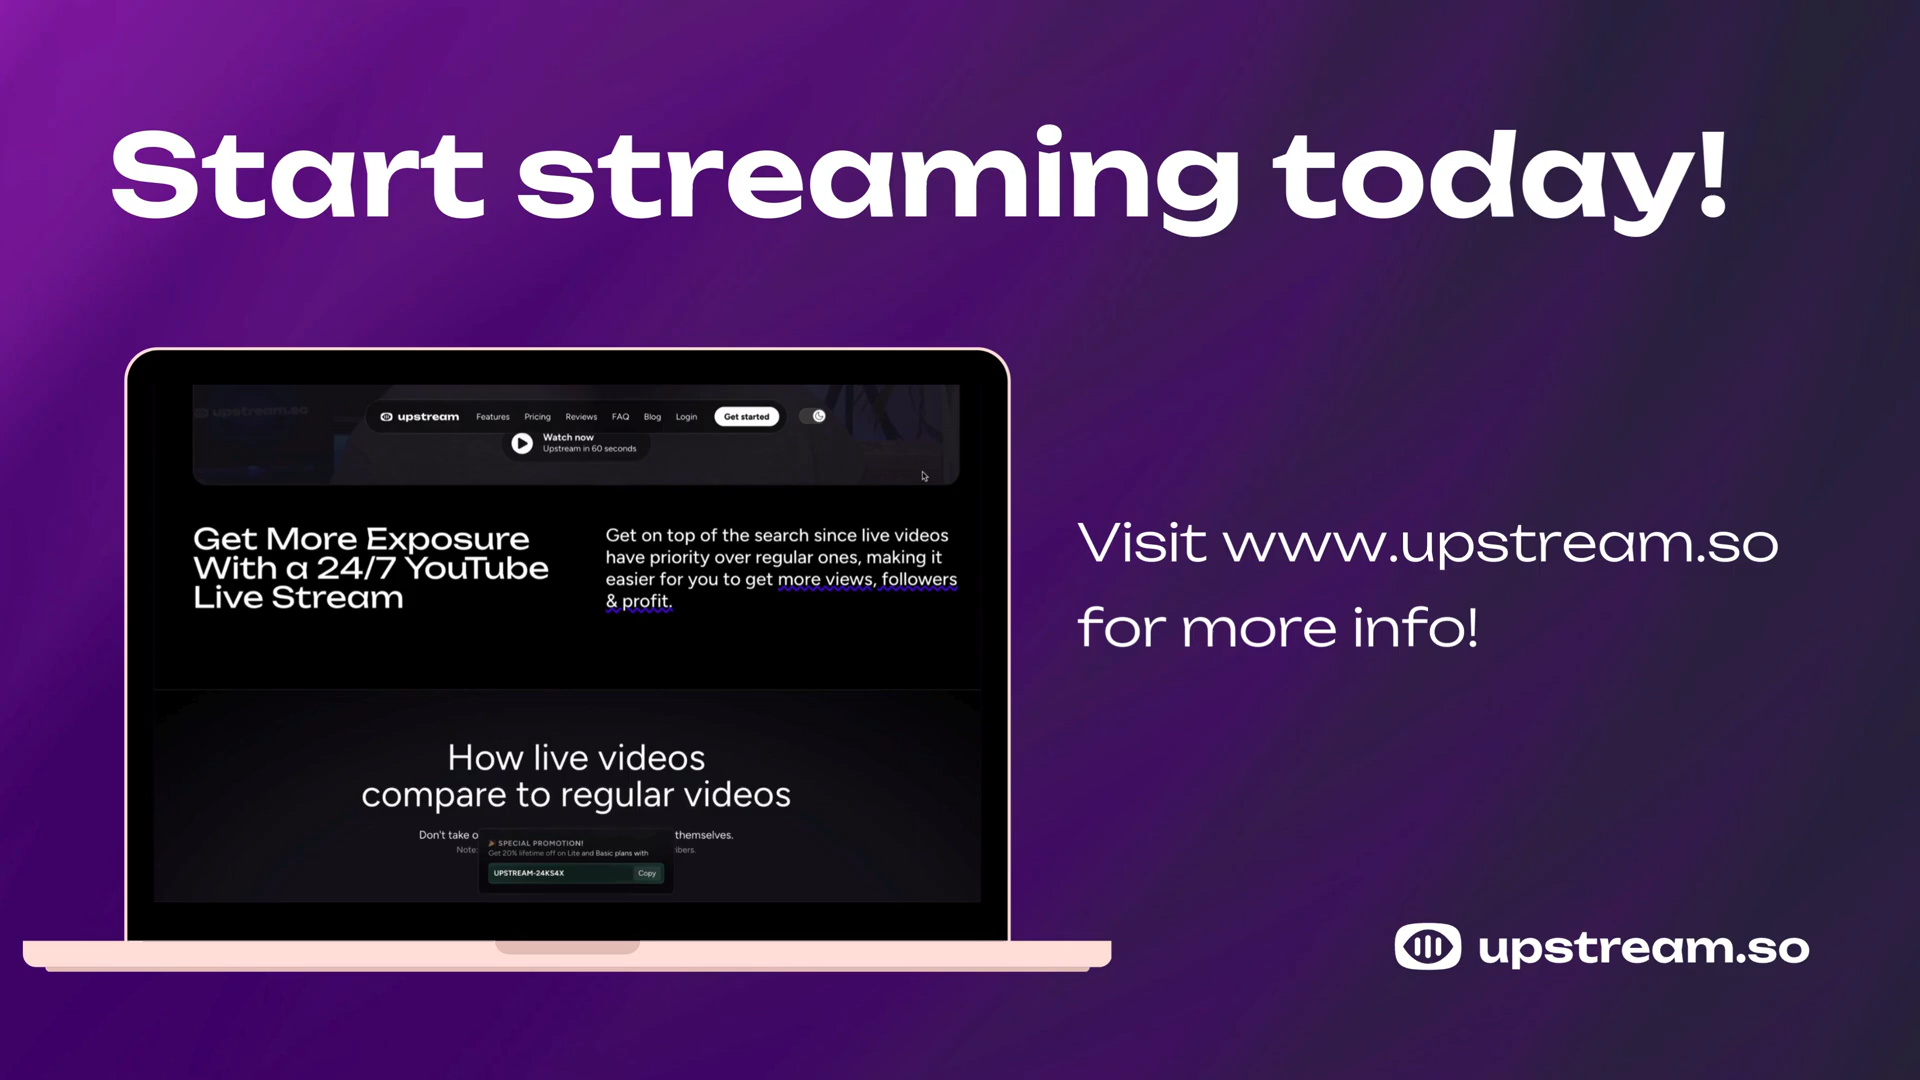 Start streaming today!
upstream.so
upstream Features Pricing Reviews FAQ Blog Login Get started
Watch now
Upstream in 60 seconds
Get More Exposure
With a 24/7 YouTube
Live Stream
Get on top of the search since live videos
have priority over regular ones, making it
easier for you to get more views, followers
& profit.
How live videos
compare to regular videos
Don't take themselves.
Note:
🎉 SPECIAL PROMOTION!
Get 20% lifetime off on Lite and Basic plans with
UPSTREAM-24KS4X Copy
Visit www.upstream.so
for more info!
upstream.so